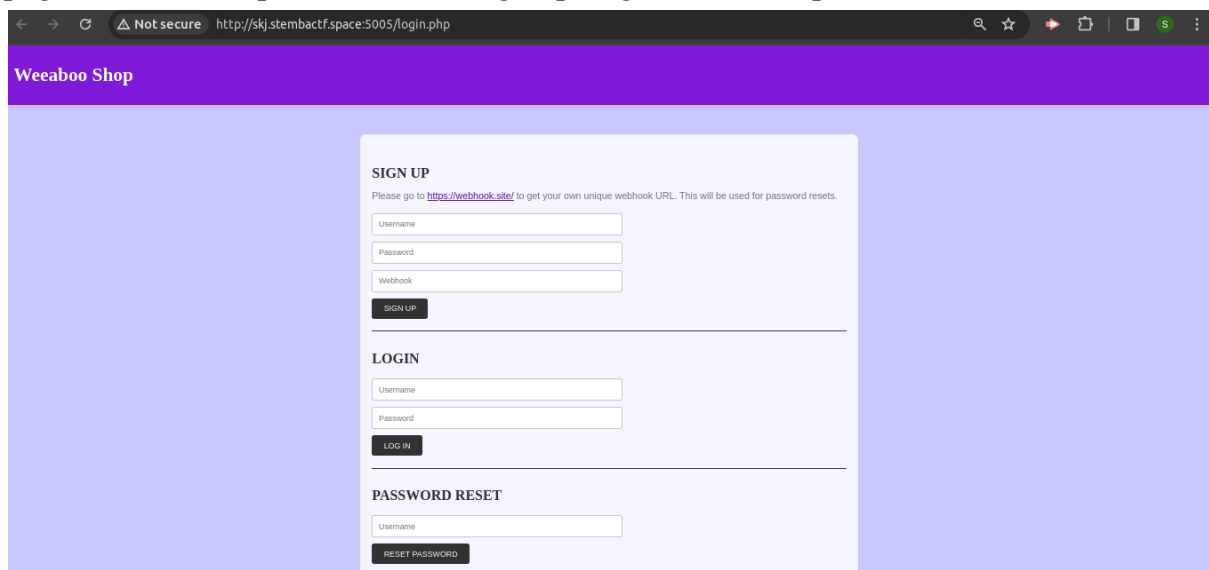 Not secure http://skj.stembactf.space:5005/login.php
S
Weeaboo Shop
SIGN UP
Please go to https://webhook.site/ to get your own unique webhook URL. This will be used for password resets.
Username
Password
Webhook
SIGN UP
LOGIN
Username
Password
LOG IN
PASSWORD RESET
Username
RESET PASSWORD